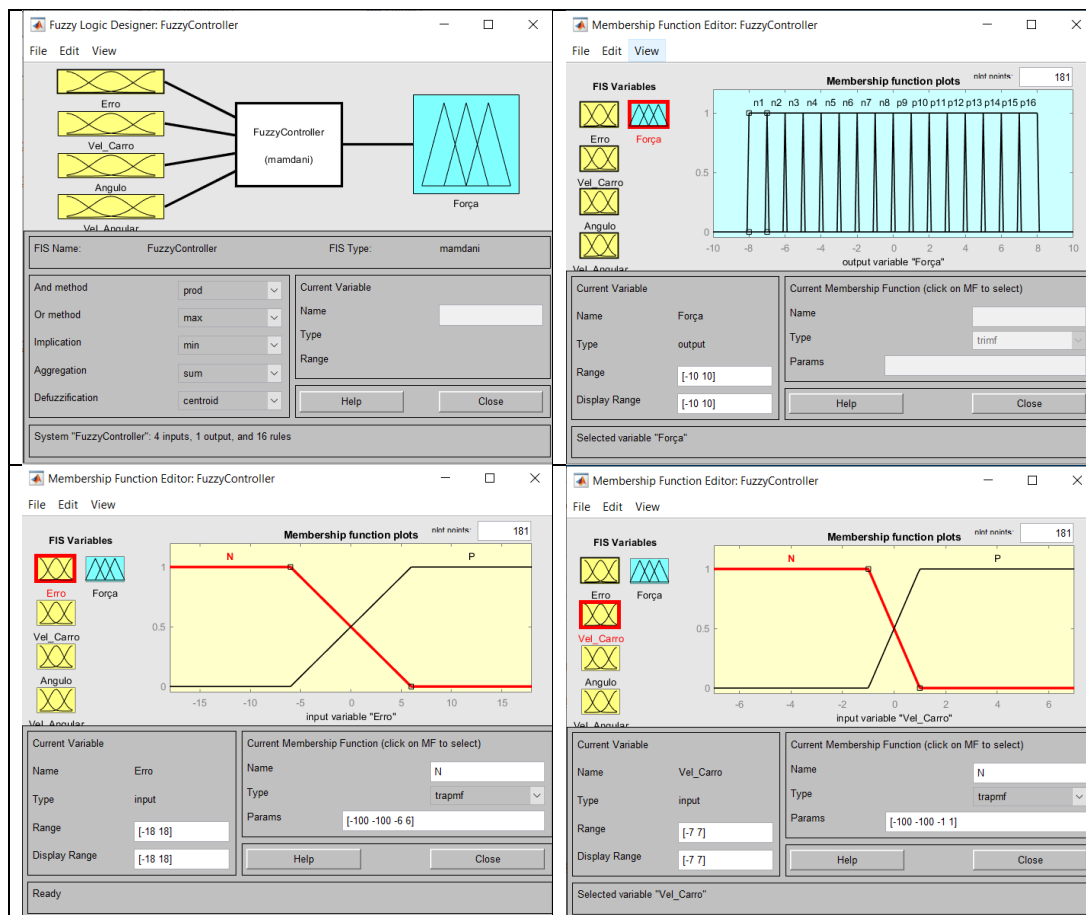 Fuzzy Logic Designer: FuzzyController
File Edit View
Erro
Vel_Carro
Angulo
Vel_Angular
FuzzyController
(mamdani)
Força
FIS Name: FuzzyController FIS Type: mamdani
And method prod
Or method max
Implication min
Aggregation sum
Defuzzification centroid
Current Variable
Name
Type
Range
Help Close
System "FuzzyController": 4 inputs, 1 output, and 16 rules
Membership Function Editor: FuzzyController
File Edit View
FIS Variables
Erro Força
Vel_Carro
Angulo
Vel_Angular
Membership function plots plot points: 181
n1 n2 n3 n4 n5 n6 n7 n8 p9 p10 p11 p12 p13 p14 p15 p16
1
0.5
0
-10 -8 -6 -4 -2 0 2 4 6 8 10
output variable "Força"
Current Variable
Name Força
Type output
Range [-10 10]
Display Range [-10 10]
Current Membership Function (click on MF to select)
Name
Type trimf
Params
Help Close
Selected variable "Força"
Membership Function Editor: FuzzyController
File Edit View
FIS Variables
Erro Força
Vel_Carro
Angulo
Vel_Angular
Membership function plots plot points: 181
N P
1
0.5
0
-15 -10 -5 0 5 10 15
input variable "Erro"
Current Variable
Name Erro
Type input
Range [-18 18]
Display Range [-18 18]
Current Membership Function (click on MF to select)
Name N
Type trapmf
Params [-100 -100 -6 6]
Help Close
Ready
Membership Function Editor: FuzzyController
File Edit View
FIS Variables
Erro Força
Vel_Carro
Angulo
Vel_Angular
Membership function plots plot points: 181
N P
1
0.5
0
-6 -4 -2 0 2 4 6
input variable "Vel_Carro"
Current Variable
Name Vel_Carro
Type input
Range [-7 7]
Display Range [-7 7]
Current Membership Function (click on MF to select)
Name N
Type trapmf
Params [-100 -100 -1 1]
Help Close
Selected variable "Vel_Carro"